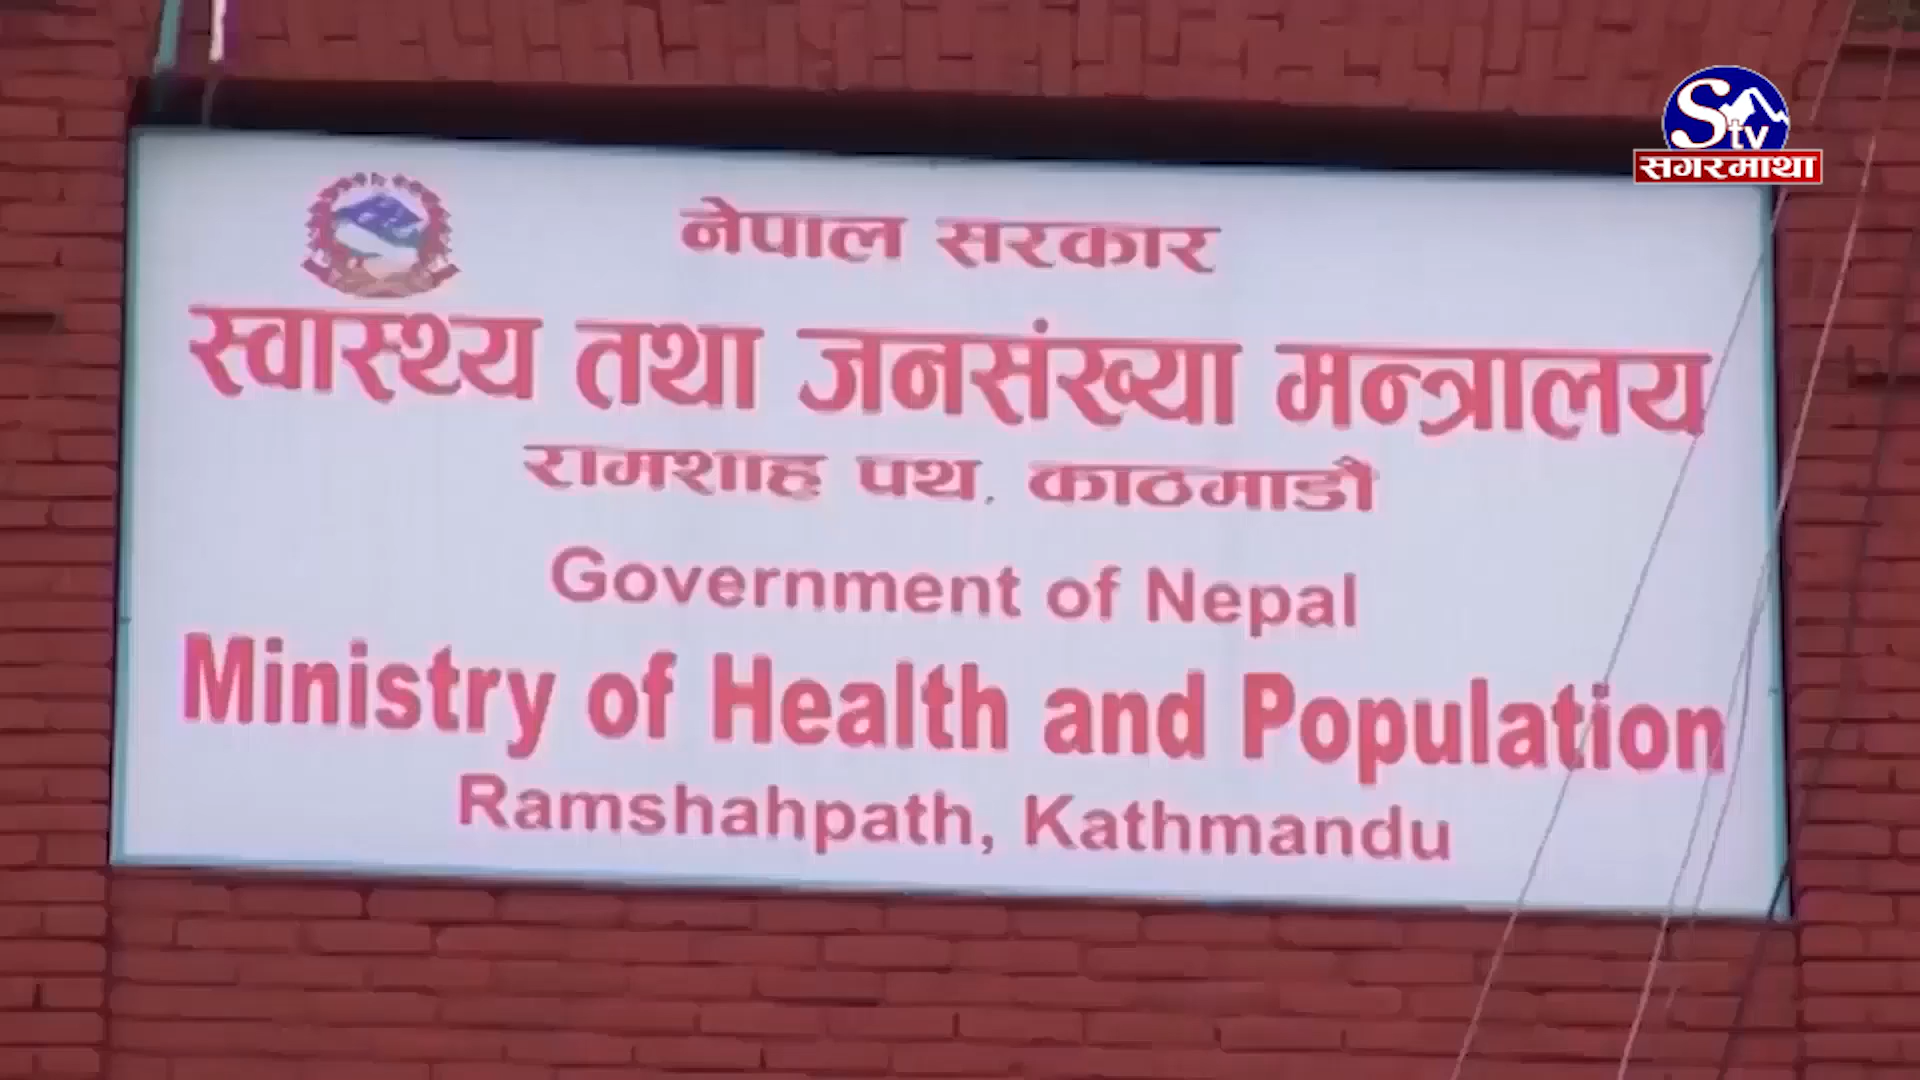 नेपाल सरकार
स्वास्थ्य तथा जनसंख्या मन्त्रालय
रामशाह पथ, काठमाडौ
Government of Nepal
Ministry of Health and Population
Ramshahpath, Kathmandu
Stv
सगरमाथा